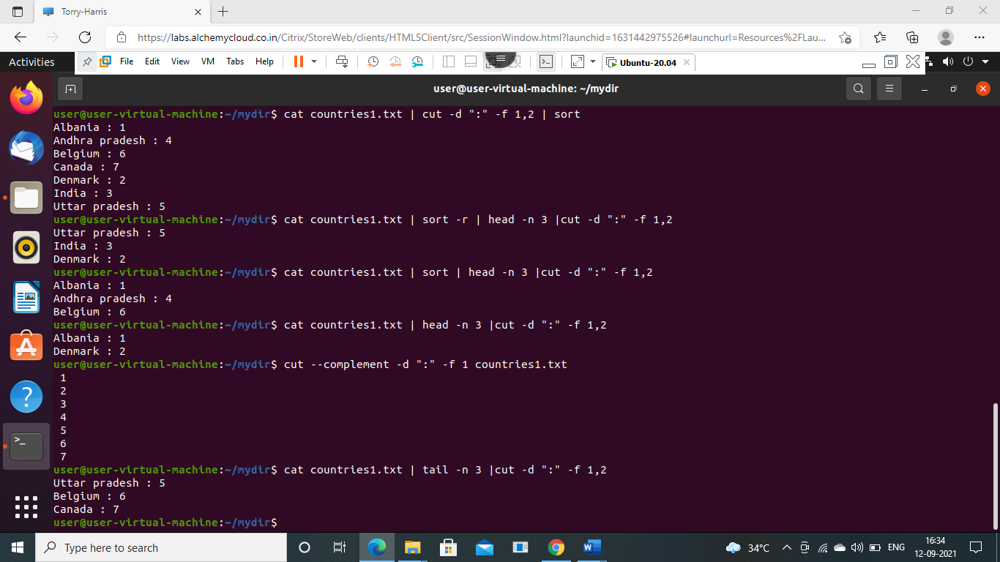 Torry-Harris
https://labs.alchemycloud.co.in/Citrix/StoreWeb/clients/HTML5Client/src/SessionWindow.html?launchid=1631442975526#launchurl=Resources%2FLau...
Activities
File Edit View VM Tabs Help
Ubuntu-20.04
user@user-virtual-machine: ~/mydir
user@user-virtual-machine:~/mydir$ cat countries1.txt | cut -d ":" -f 1,2 | sort
Albania : 1
Andhra pradesh : 4
Belgium : 6
Canada : 7
Denmark : 2
India : 3
Uttar pradesh : 5
user@user-virtual-machine:~/mydir$ cat countries1.txt | sort -r | head -n 3 |cut -d ":" -f 1,2
Uttar pradesh : 5
India : 3
Denmark : 2
user@user-virtual-machine:~/mydir$ cat countries1.txt | sort | head -n 3 |cut -d ":" -f 1,2
Albania : 1
Andhra pradesh : 4
Belgium : 6
user@user-virtual-machine:~/mydir$ cat countries1.txt | head -n 3 |cut -d ":" -f 1,2
Albania : 1
Denmark : 2
user@user-virtual-machine:~/mydir$ cut --complement -d ":" -f 1 countries1.txt
1
2
3
4
5
6
7
user@user-virtual-machine:~/mydir$ cat countries1.txt | tail -n 3 |cut -d ":" -f 1,2
Uttar pradesh : 5
Belgium : 6
Canada : 7
user@user-virtual-machine:~/mydir$
Type here to search
34°C
ENG
16:34
12-09-2021